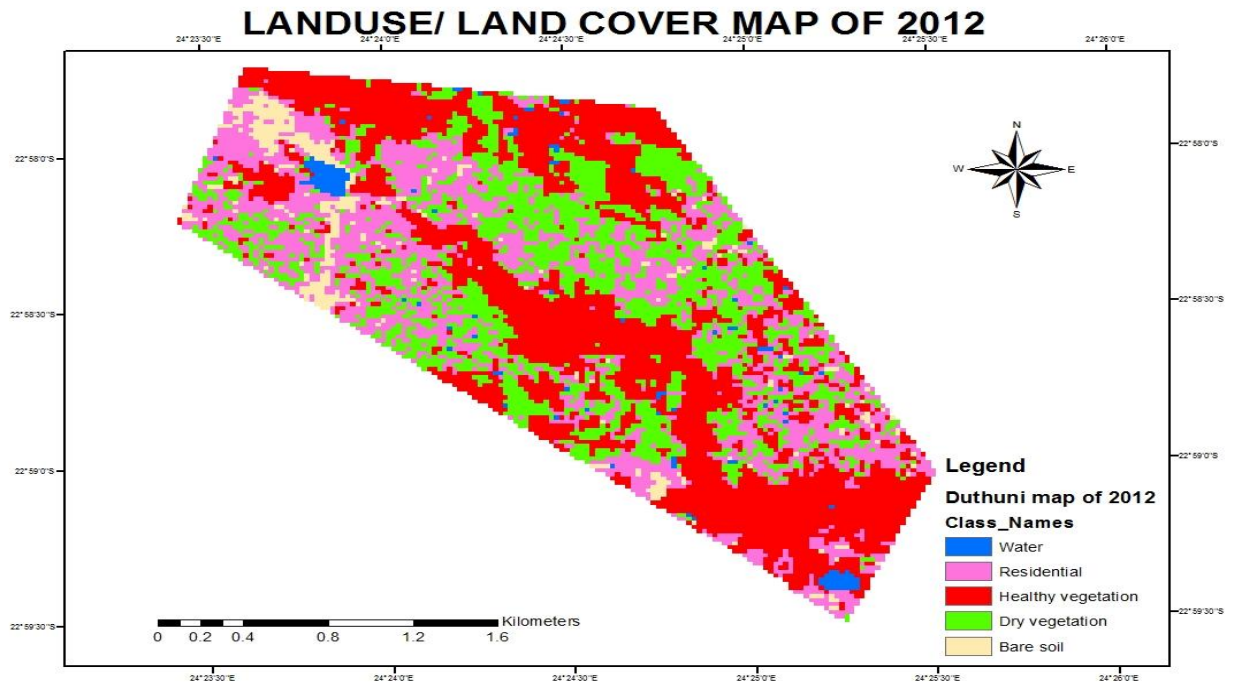 LANDUSE/ LAND COVER MAP OF 2012
24°23'30"E 24°24'0"E 24°24'30"E 24°25'0"E 24°25'30"E 24°26'0"E
N
W E
S
22°58'0"S 22°58'0"S
22°58'30"S 22°58'30"S
22°59'0"S 22°59'0"S
22°59'30"S 22°59'30"S
Legend
Duthuni map of 2012
Class_Names
Water
Residential
Healthy vegetation
Dry vegetation
Bare soil
Kilometers
0 0.2 0.4 0.8 1.2 1.6
24°23'30"E 24°24'0"E 24°24'30"E 24°25'0"E 24°25'30"E 24°26'0"E